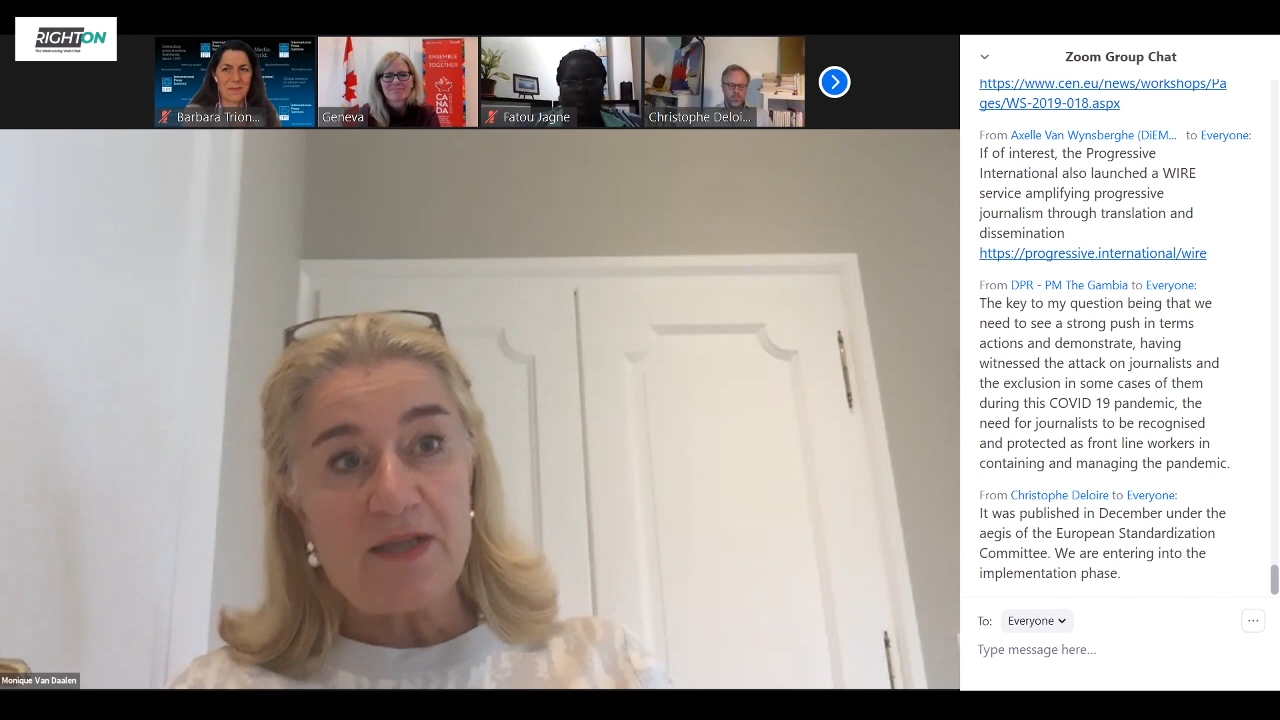 RIGHTON
The Wednesday Web Chat
International
Press
Institute
Barbara Trion...
ENSEMBLE
TOGETHER
CANADA
Geneva
Fatou Jagne
Christophe Deloi...
Monique Van Daalen
Zoom Group Chat
https://www.cen.eu/news/workshops/Pa
ges/WS-2019-018.aspx
From Axelle Van Wynsberghe (DiEM... to Everyone:
If of interest, the Progressive
International also launched a WIRE
service amplifying progressive
journalism through translation and
dissemination
https://progressive.international/wire
From DPR - PM The Gambia to Everyone:
The key to my question being that we
need to see a strong push in terms
actions and demonstrate, having
witnessed the attack on journalists and
the exclusion in some cases of them
during this COVID 19 pandemic, the
need for journalists to be recognised
and protected as front line workers in
containing and managing the pandemic.
From Christophe Deloire to Everyone:
It was published in December under the
aegis of the European Standardization
Committee. We are entering into the
implementation phase.
To: Everyone
Type message here...